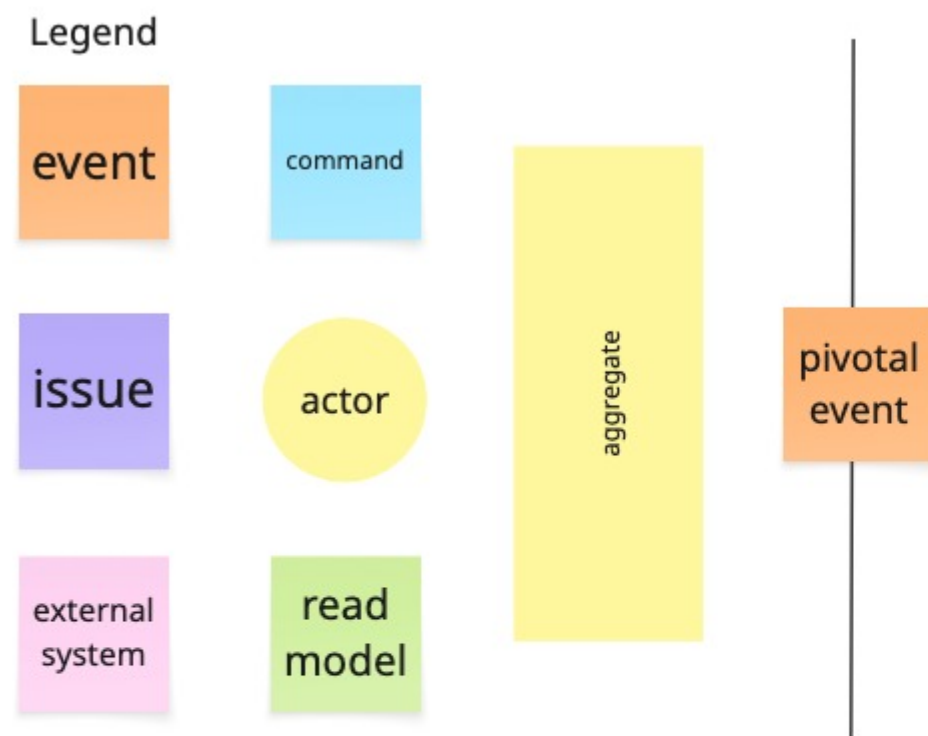 Legend
event
command
issue
actor
aggregate
pivotal
event
external
system
read
model